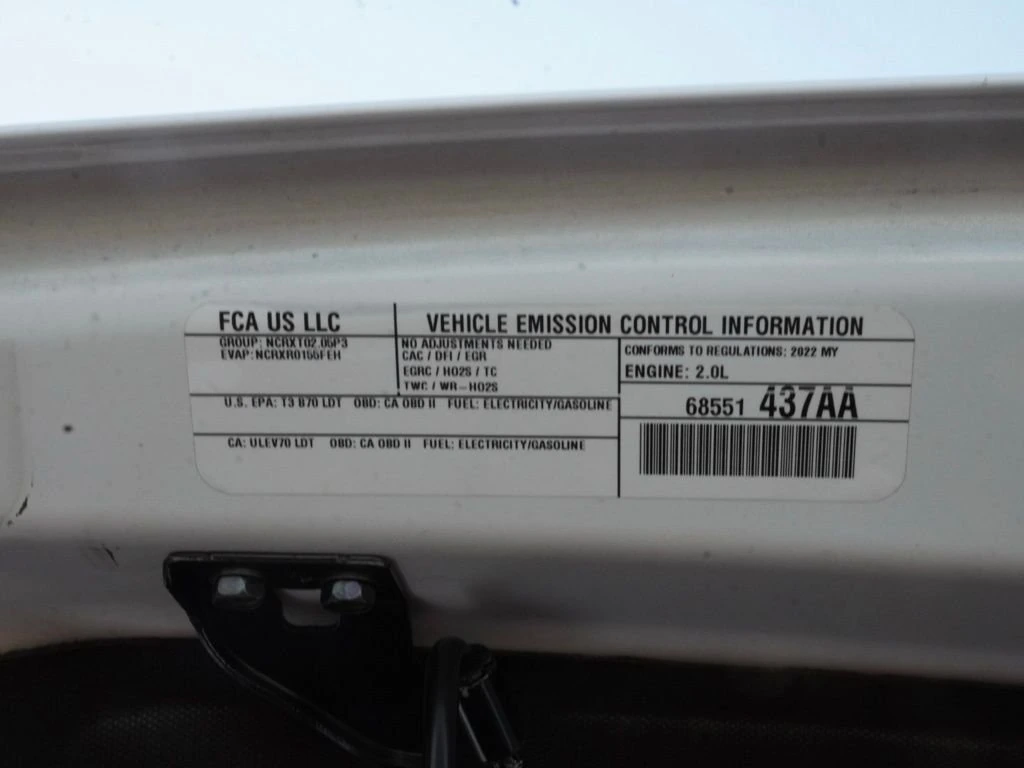 FCA US LLC
VEHICLE EMISSION CONTROL INFORMATION
GROUP: NCRXT02.05P3
EVAP: NCRXR0155FEH
NO ADJUSTMENTS NEEDED
CAC / DFI / EGR
EGRC / HO2S / TC
TWC / WR-HO2S
CONFORMS TO REGULATIONS: 2022 MY
ENGINE: 2.0L
U.S. EPA: T3 B70 LDT OBD: CA OBD II FUEL: ELECTRICITY/GASOLINE
68551 437AA
CA: ULEV70 LDT OBD: CA OBD II FUEL: ELECTRICITY/GASOLINE